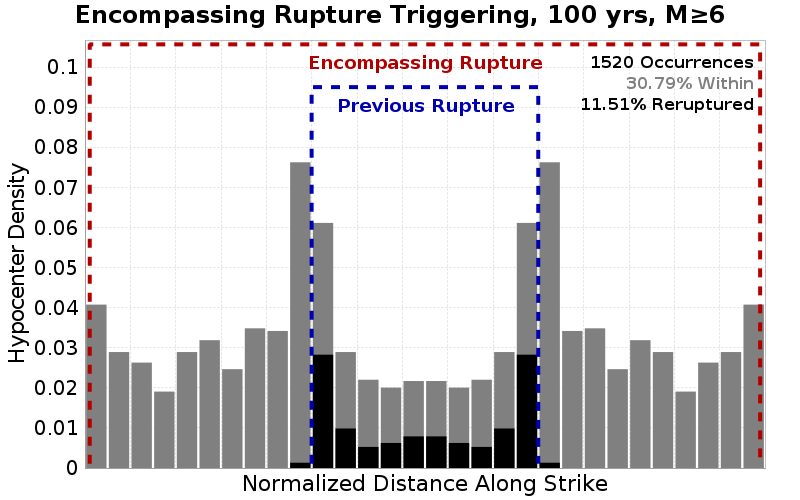 Encompassing Rupture Triggering, 100 yrs, M≥6
Encompassing Rupture
1520 Occurrences
30.79% Within
Previous Rupture
11.51% Reruptured
Hypocenter Density
0.1
0.09
0.08
0.07
0.06
0.05
0.04
0.03
0.02
0.01
0
Normalized Distance Along Strike